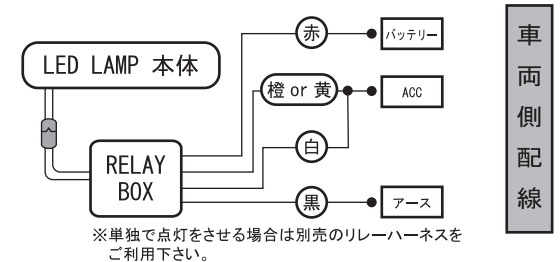 赤
バッテリー
LED LAMP 本体
橙 or 黄
ACC
白
RELAY
BOX
黒
アース
※単独で点灯をさせる場合は別売のリレーハーネスを
ご利用下さい。
車両側配線